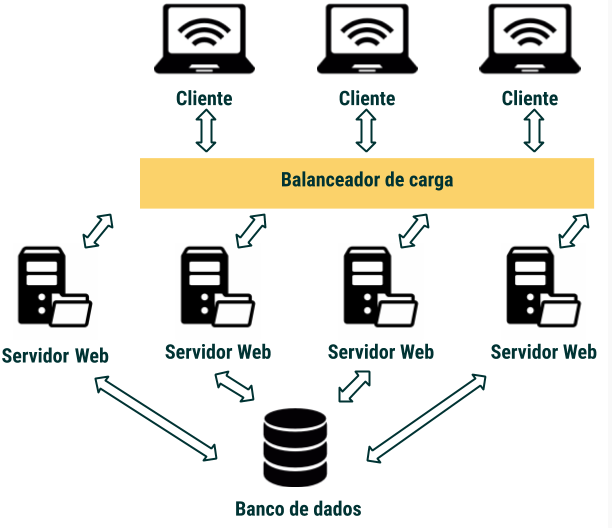 Cliente
Cliente
Cliente
Balanceador de carga
Servidor Web
Servidor Web
Servidor Web
Servidor Web
Banco de dados